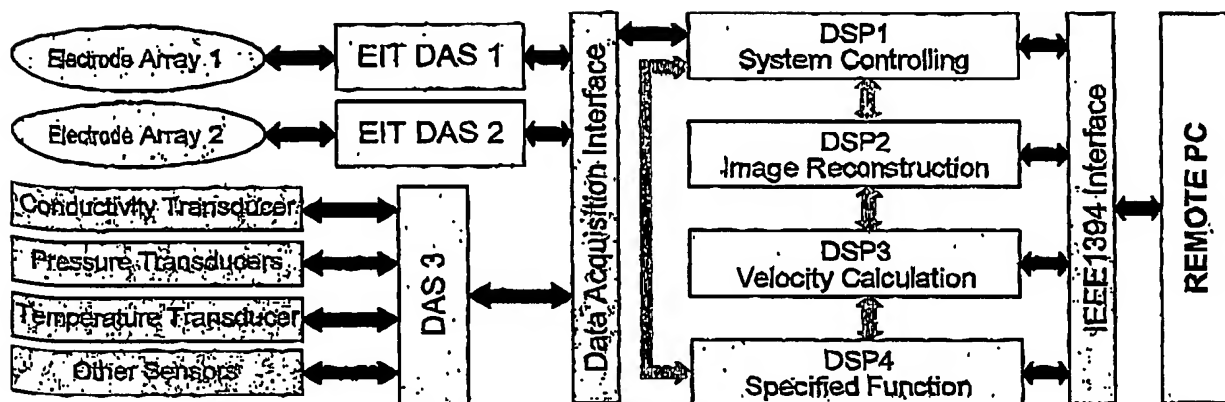 Electrode Array 1
EIT DAS 1
Electrode Array 2
EIT DAS 2
Conductivity Transducer
Pressure Transducers
Temperature Transducer
Other Sensors
DAS 3
Data Acquisition Interface
DSP1
System Controlling
DSP2
Image Reconstruction
DSP3
Velocity Calculation
DSP4
Specified Function
IEEE1394 Interface
REMOTE PC